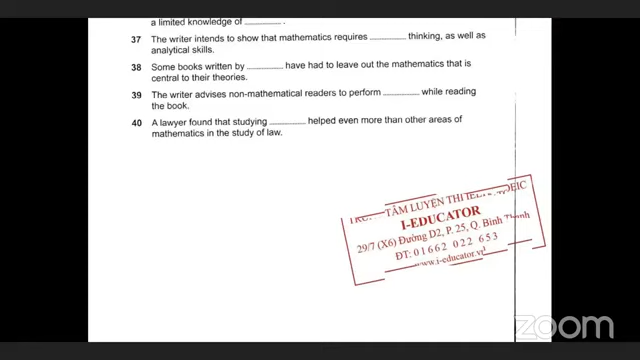 a limited knowledge of ............ .
37 The writer intends to show that mathematics requires ............ thinking, as well as
analytical skills.
38 Some books written by ............ have had to leave out the mathematics that is
central to their theories.
39 The writer advises non-mathematical readers to perform ............ while reading
the book.
40 A lawyer found that studying ............ helped even more than other areas of
mathematics in the study of law.
TÂM LUYỆN THI
I-EDUCATOR
29/7 (X6) Đường D2, P. 25, Q. Bình Thạnh
ĐT: 01662 022 653
www.i-educator.vn
zoom